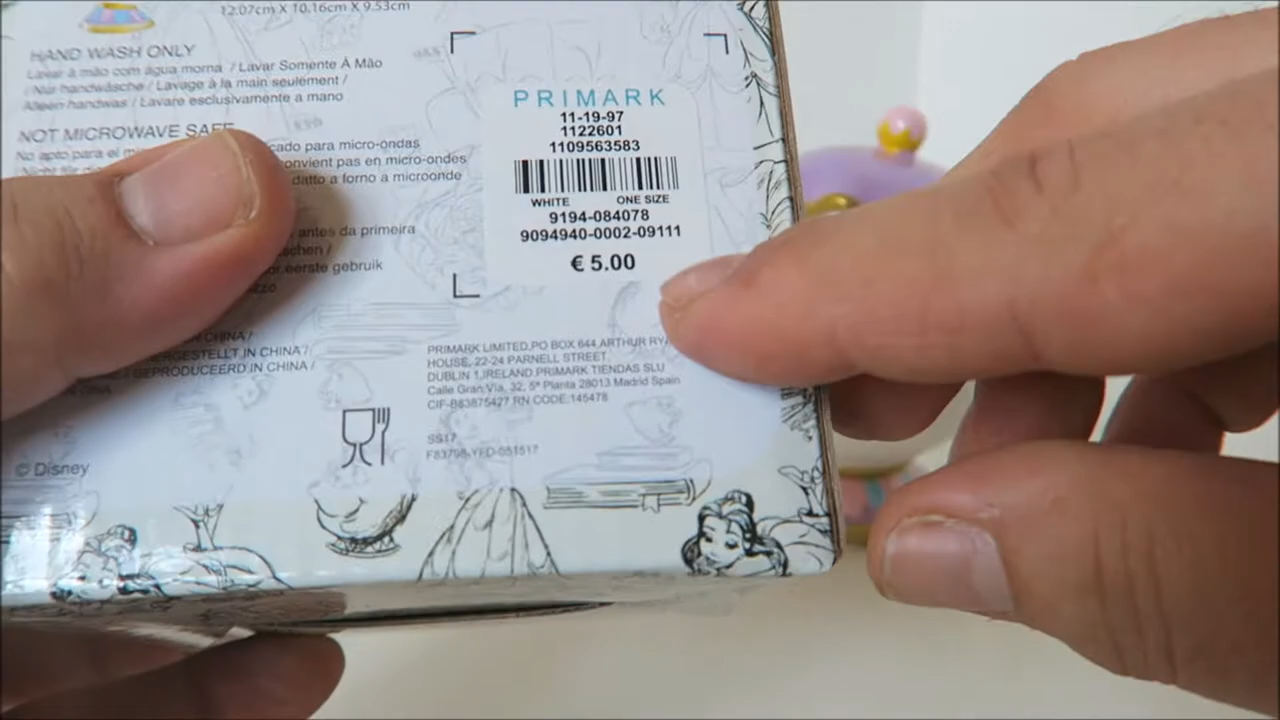 12.07cm X 10.16cm X 9.53cm
HAND WASH ONLY
Lavar à mão com água morna / Lavar Somente À Mão
/ Nur handwäsche / Lavage à la main seulement /
Alleen handwas / Lavare esclusivamente a mano
NOT MICROWAVE SAFE
No apto para el cado para micro-ondas
convient pas en micro-ondes
datto a forno a microonde
antes da primeira
eerste gebruik
CHINA /
IN CHINA /
GEPRODUCEERD IN CHINA /
© Disney
PRIMARK
11-19-97
1122601
1109563583
WHITE ONE SIZE
9194-084078
9094940-0002-09111
€ 5.00
PRIMARK LIMITED,PO BOX 644,ARTHUR
HOUSE, 22-24 PARNELL STREET,
DUBLIN 1,IRELAND.PRIMARK TIENDAS SLU
Calle Gran Vía, 32, 5ª Planta 28013 Madrid Spain
CIF-B83875427 RN CODE:145478
SS17